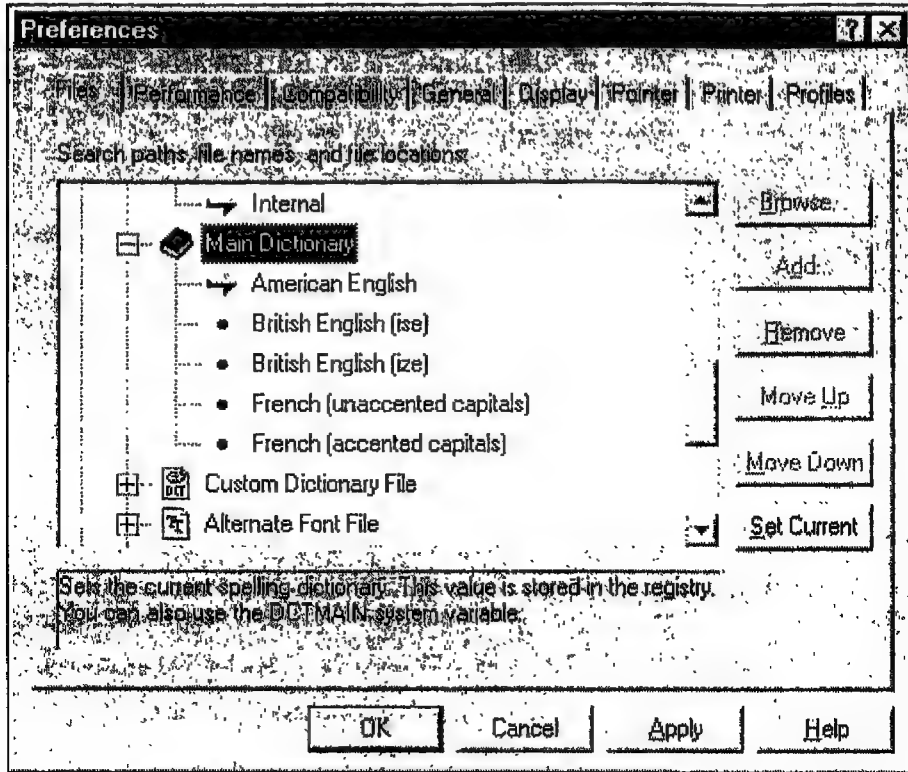 Preferences
Files Performance Compatibility General Display Pointer Printer Profiles
Search paths, file names, and file locations:
Internal
Main Dictionary
American English
British English (ise)
British English (ize)
French (unaccented capitals)
French (accented capitals)
Custom Dictionary File
Alternate Font File
Browse...
Add...
Remove
Move Up
Move Down
Set Current
Sets the current spelling dictionary. This value is stored in the registry.
You can also use the DCTMAIN system variable.
OK Cancel Apply Help